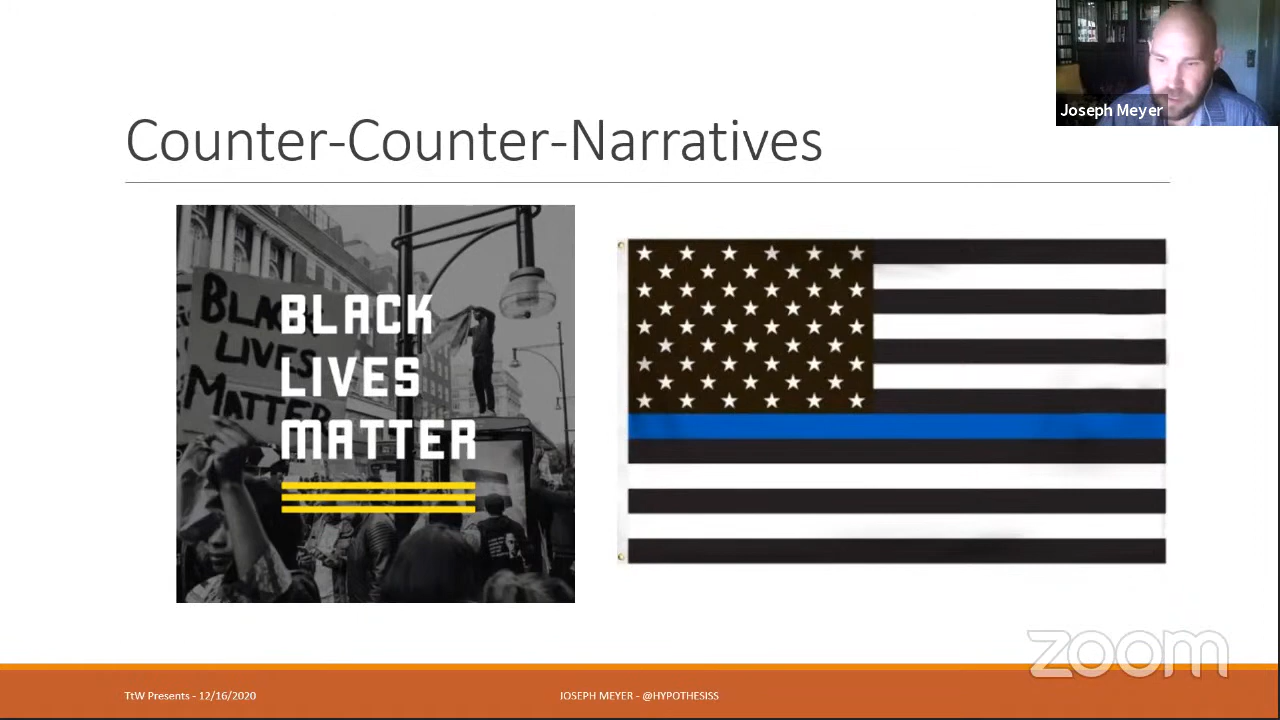 Joseph Meyer
Counter-Counter-Narratives
BLACK
LIVES
MATTER
BLACK
LIVES
MATTER
zoom
TtW Presents - 12/16/2020
JOSEPH MEYER - @HYPOTHESISS